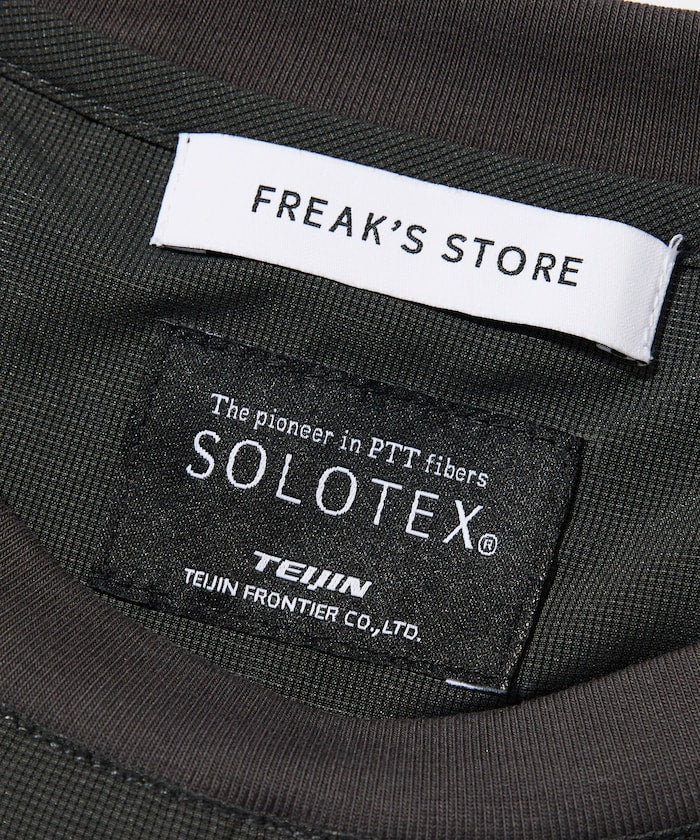 FREAK'S STORE
The pioneer in PTT fibers
SOLOTEX®
TEIJIN
TEIJIN FRONTIER CO.,LTD.